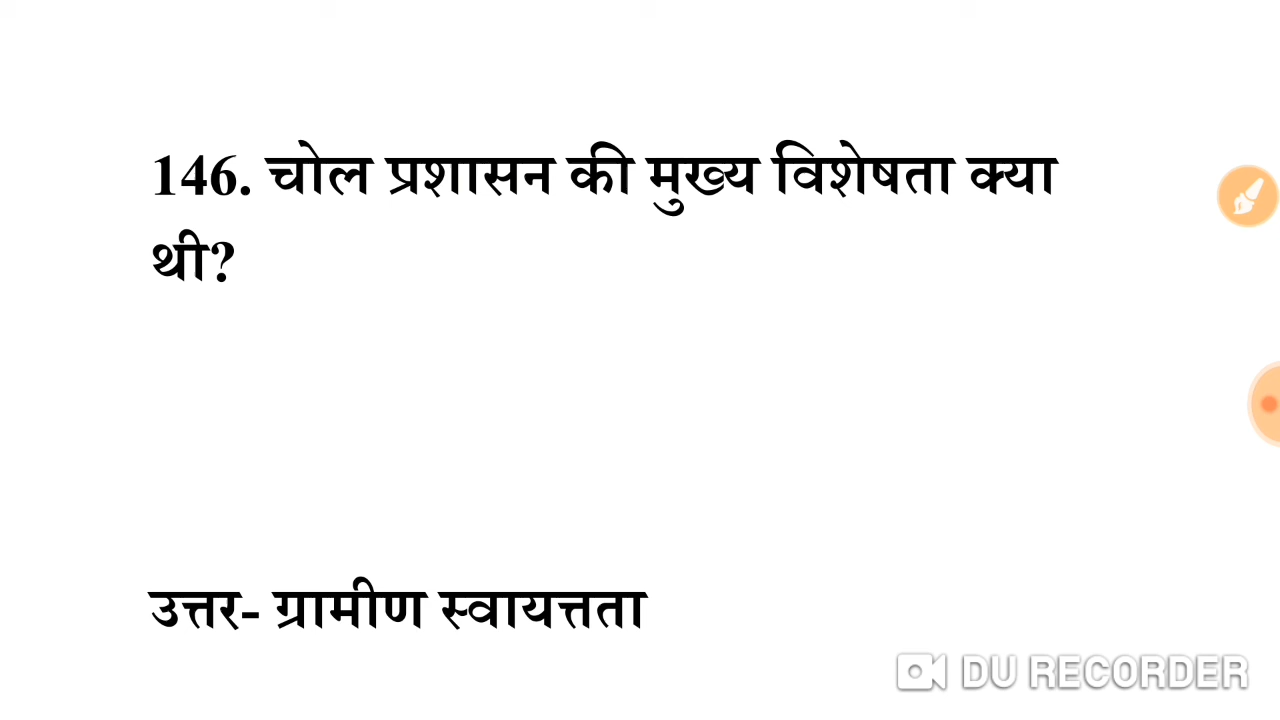 146. चोल प्रशासन की मुख्य विशेषता क्या
थी?
उत्तर- ग्रामीण स्वायत्तता
DU RECORDER